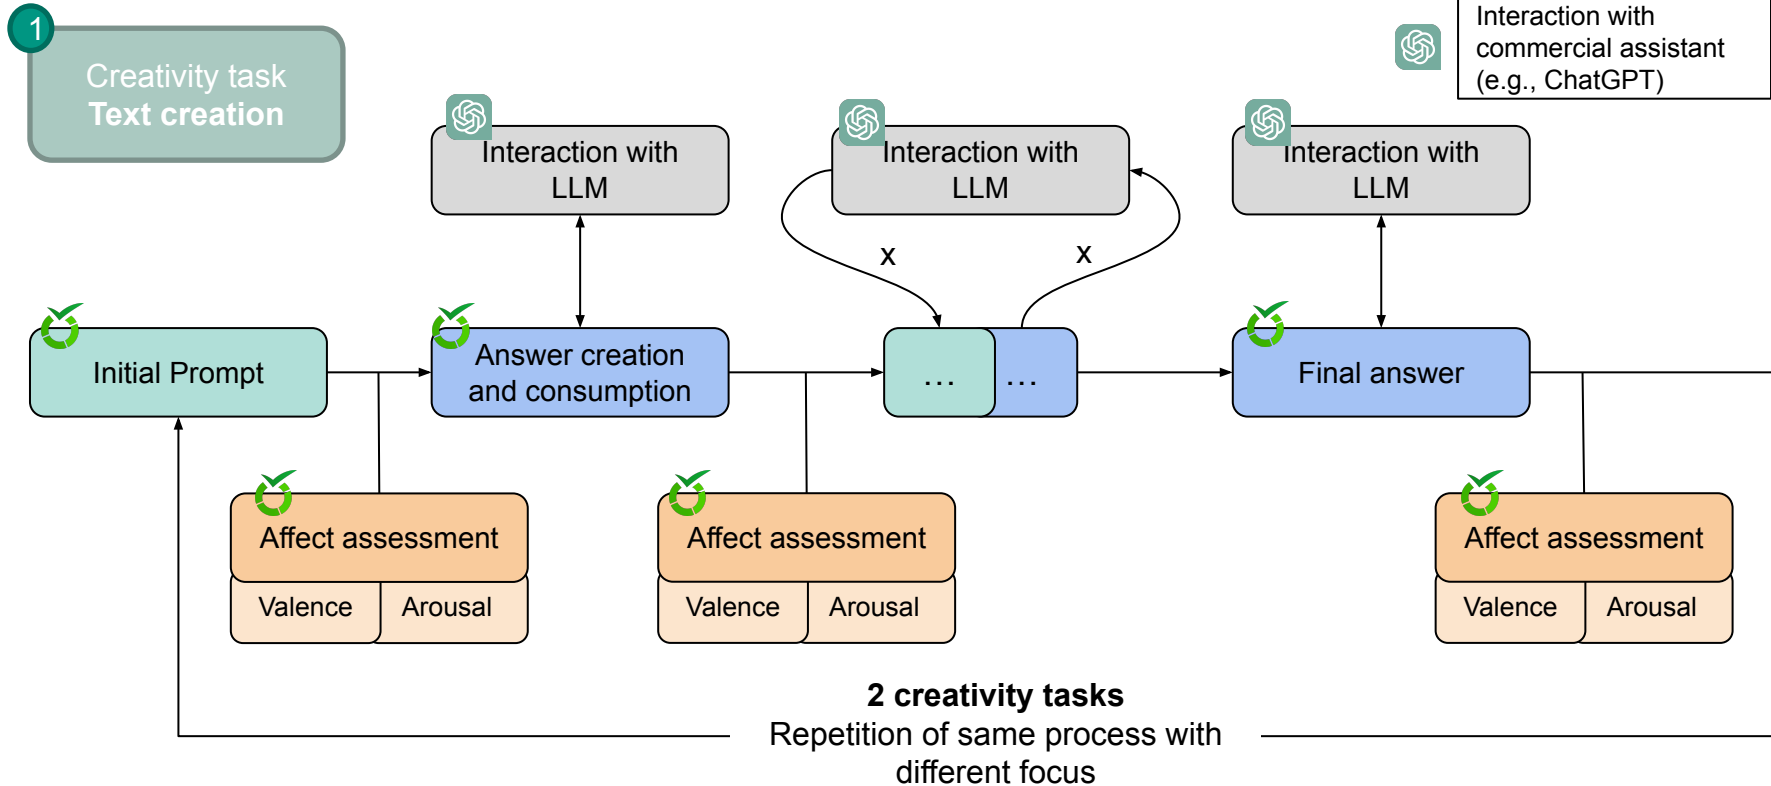 1
Creativity task
Text creation
Interaction with
commercial assistant
(e.g., ChatGPT)
Interaction with
LLM
Interaction with
LLM
Interaction with
LLM
x
x
Initial Prompt
Answer creation
and consumption
...
...
Final answer
Affect assessment
Valence
Arousal
Affect assessment
Valence
Arousal
Affect assessment
Valence
Arousal
2 creativity tasks
Repetition of same process with
different focus